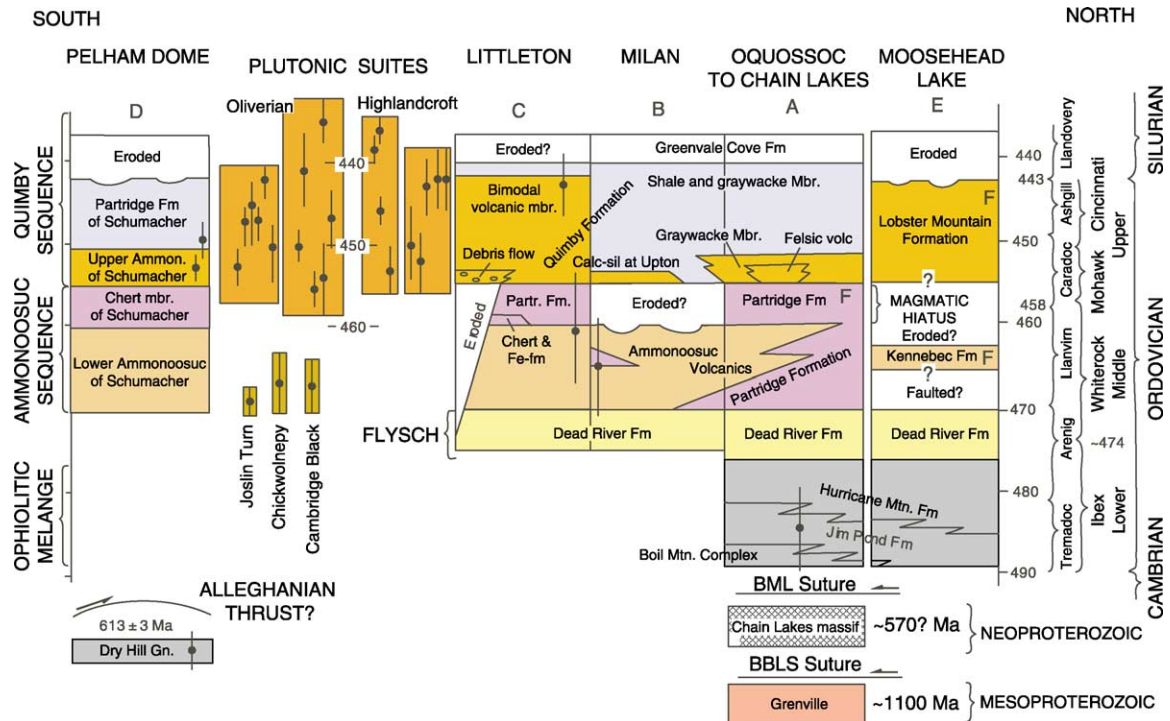 SOUTH
NORTH
PELHAM DOME
PLUTONIC SUITES
LITTLETON
MILAN
OQUOSSOC
TO CHAIN LAKES
MOOSEHEAD
LAKE
D
Oliverian
Highlandcroft
C
B
A
E
QUIMBY
SEQUENCE
AMMONOOSUC
SEQUENCE
OPHIOLITIC
MELANGE
Eroded
Partridge Fm
of Schumacher
Upper Ammon.
of Schumacher
Chert mbr.
of Schumacher
Lower Ammonoosuc
of Schumacher
440
450
460
Joslin Turn
Chickwolnepy
Cambridge Black
FLYSCH
Eroded?
Bimodal
volcanic mbr.
Debris flow
Quimby Formation
Eroded
Partr. Fm.
Chert &
Fe-fm
Greenvale Cove Fm
Shale and graywacke Mbr.
Graywacke Mbr.
Felsic volc
Calc-sil at Upton
Eroded?
Partridge Fm
F
Ammonoosuc
Volcanics
Partridge Formation
Dead River Fm
Dead River Fm
Dead River Fm
Eroded
F
Lobster Mountain
Formation
?
MAGMATIC
HIATUS
Eroded?
Kennebec Fm
F
?
Faulted?
Hurricane Mtn. Fm
Jim Pond Fm
Boil Mtn. Complex
440
443
450
458
460
470
~474
480
490
Llandovery
Ashgill
Caradoc
Llanvirn
Arenig
Tremadoc
Cincinnati
Mohawk
Whiterock
Ibex
Upper
Middle
Lower
SILURIAN
ORDOVICIAN
CAMBRIAN
ALLEGHANIAN
THRUST?
613 ± 3 Ma
Dry Hill Gn.
BML Suture
Chain Lakes massif
~570? Ma
NEOPROTEROZOIC
BBLS Suture
Grenville
~1100 Ma
MESOPROTEROZOIC